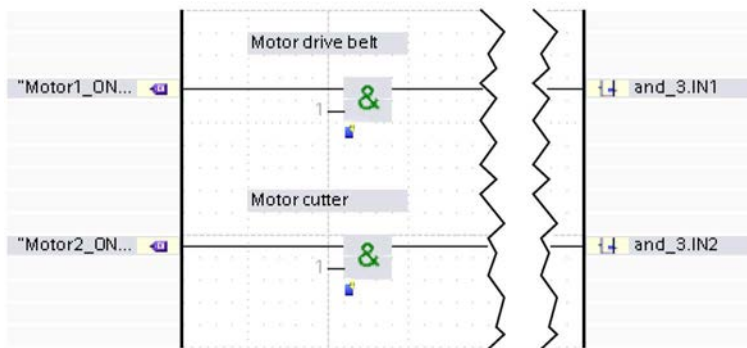 Motor drive belt
"Motor1_ON... & and_3.IN1
1
Motor cutter
"Motor2_ON... & and_3.IN2
1